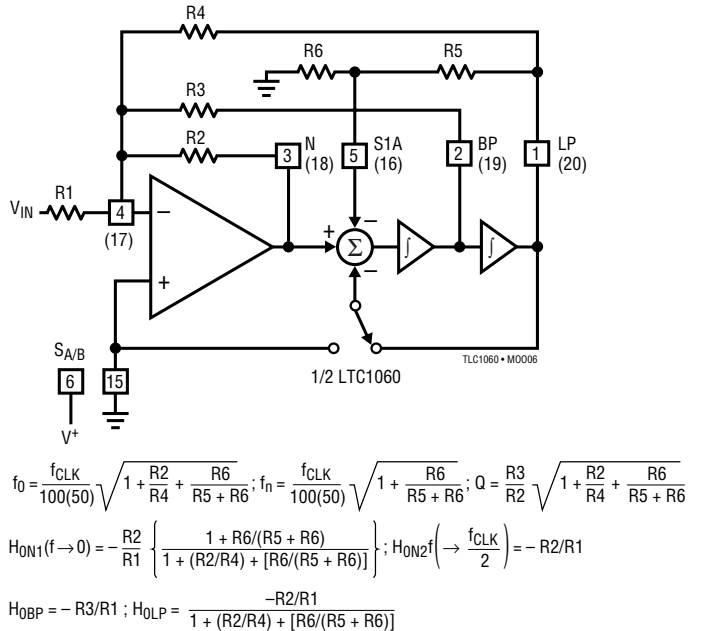 R4
R6
R5
R3
R2
N
3
(18)
S1A
5
(16)
BP
2
(19)
LP
1
(20)
R1
VIN
4
(17)
−
+
+
Σ
−
−
∫
∫
SA/B
6
15
V+
1/2 LTC1060
TLC1060 • M0006
f0 = fCLK/100(50) √(1 + R2/R4 + R6/(R5 + R6)); fn = fCLK/100(50) √(1 + R6/(R5 + R6)); Q = R3/R2 √(1 + R2/R4 + R6/(R5 + R6))
H0N1(f→0) = − R2/R1 {(1 + R6/(R5 + R6))/(1 + (R2/R4) + [R6/(R5 + R6)])}; H0N2f(→ fCLK/2) = − R2/R1
H0BP = − R3/R1 ; H0LP = −R2/R1/(1 + (R2/R4) + [R6/(R5 + R6)])